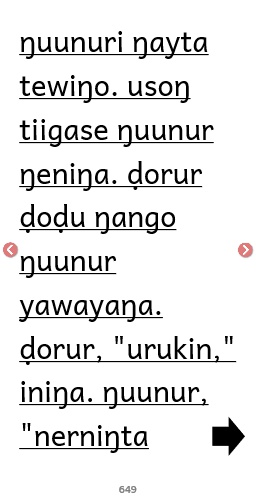 ŋuunuri ŋayta
tewiŋo. usoŋ
tiigase ŋuunur
ŋeniŋa. ḍorur
ḍoḍu ŋango
ŋuunur
yawayaŋa.
ḍorur, "urukin,"
iniŋa. ŋuunur,
"nerniŋta
649